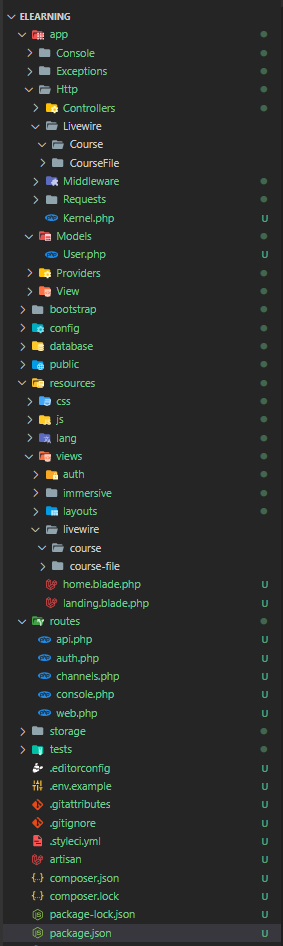 ELEARNING
app
Console
Exceptions
Http
Controllers
Livewire
Course
CourseFile
Middleware
Requests
Kernel.php U
Models
User.php U
Providers
View
bootstrap
config
database
public
resources
css
js
lang
views
auth
immersive
layouts
livewire
course
course-file
home.blade.php U
landing.blade.php U
routes
api.php U
auth.php U
channels.php U
console.php U
web.php U
storage
tests
.editorconfig U
.env.example U
.gitattributes U
.gitignore U
.styleci.yml U
artisan U
composer.json U
composer.lock U
package-lock.json U
package.json U